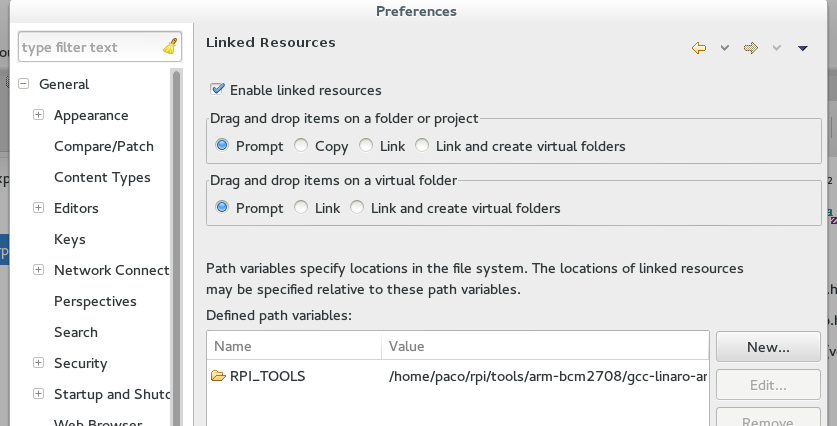 Preferences
type filter text
Linked Resources
General
Appearance
Compare/Patch
Content Types
Editors
Keys
Network Connect
Perspectives
Search
Security
Startup and Shutd
Web Browser
Enable linked resources
Drag and drop items on a folder or project
Prompt Copy Link Link and create virtual folders
Drag and drop items on a virtual folder
Prompt Link Link and create virtual folders
Path variables specify locations in the file system. The locations of linked resources
may be specified relative to these path variables.
Defined path variables:
Name Value
RPI_TOOLS /home/paco/rpi/tools/arm-bcm2708/gcc-linaro-ar
New...
Edit...
Remove